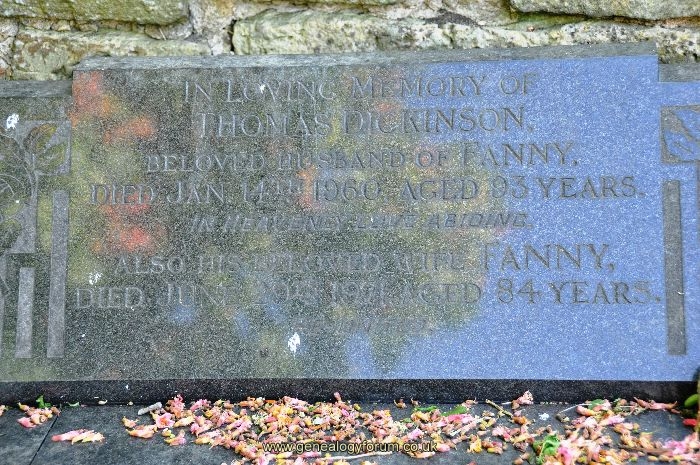 IN LOVING MEMORY OF
THOMAS DICKINSON,
BELOVED HUSBAND OF FANNY,
DIED JAN. 14TH 1960, AGED 93 YEARS.
IN HEAVENLY LOVE ABIDING.
ALSO HIS BELOVED WIFE FANNY,
DIED JUNE AGED 84 YEARS.
www.genealogyforum.co.uk